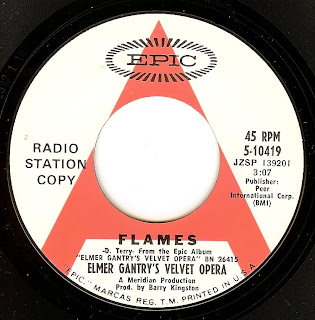 EPIC
RADIO
STATION
COPY
45 RPM
5-10419
JZSP 139201
3:07
Publisher:
Peer
International Corp.
(BMI)
FLAMES
-D. Terry- From the Epic Album
"ELMER GANTRY'S VELVET OPERA" BN 26415
ELMER GANTRY'S VELVET OPERA
A Meridian Production
Prod. by Barry Kingston
"EPIC," MARCAS REG. T.M. PRINTED IN U.S.A.